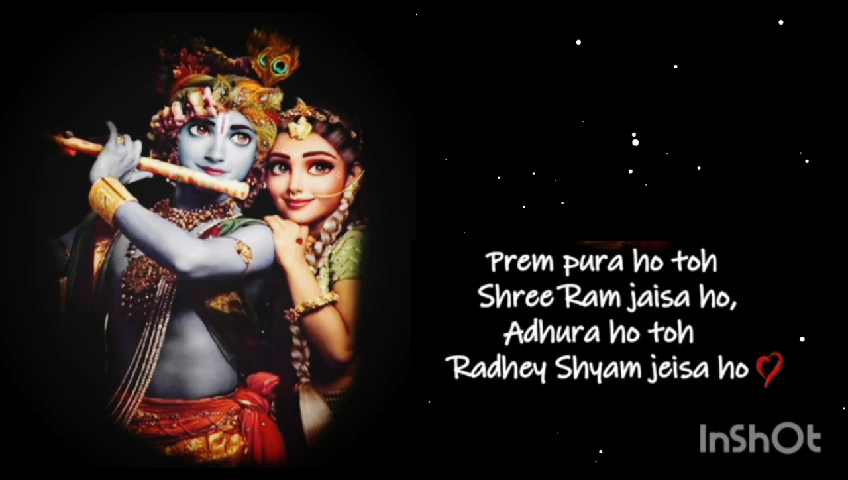 Prem pura ho toh
Shree Ram jaisa ho,
Adhura ho toh
Radhey Shyam jeisa ho
InShOt